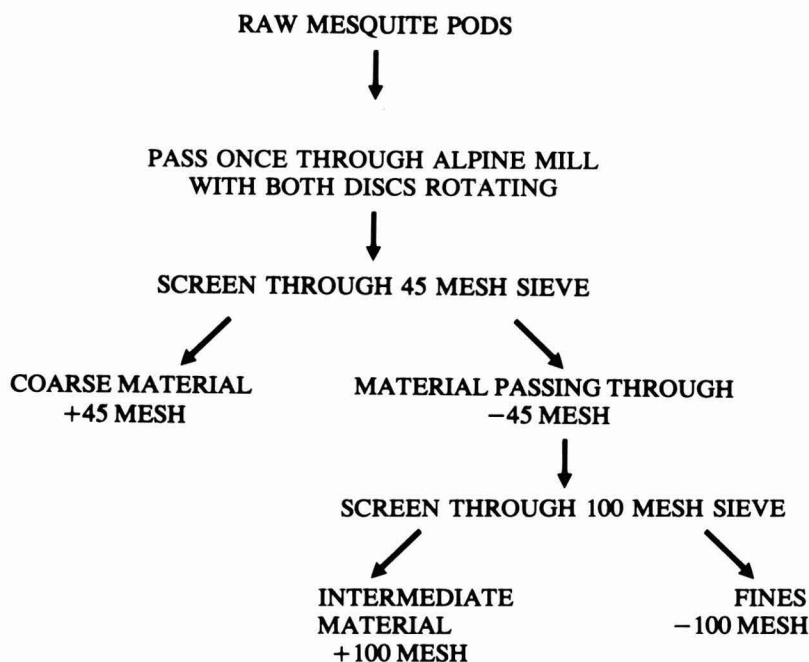 RAW MESQUITE PODS
PASS ONCE THROUGH ALPINE MILL
WITH BOTH DISCS ROTATING
SCREEN THROUGH 45 MESH SIEVE
COARSE MATERIAL
+45 MESH
MATERIAL PASSING THROUGH
−45 MESH
SCREEN THROUGH 100 MESH SIEVE
INTERMEDIATE
MATERIAL
+100 MESH
FINES
−100 MESH